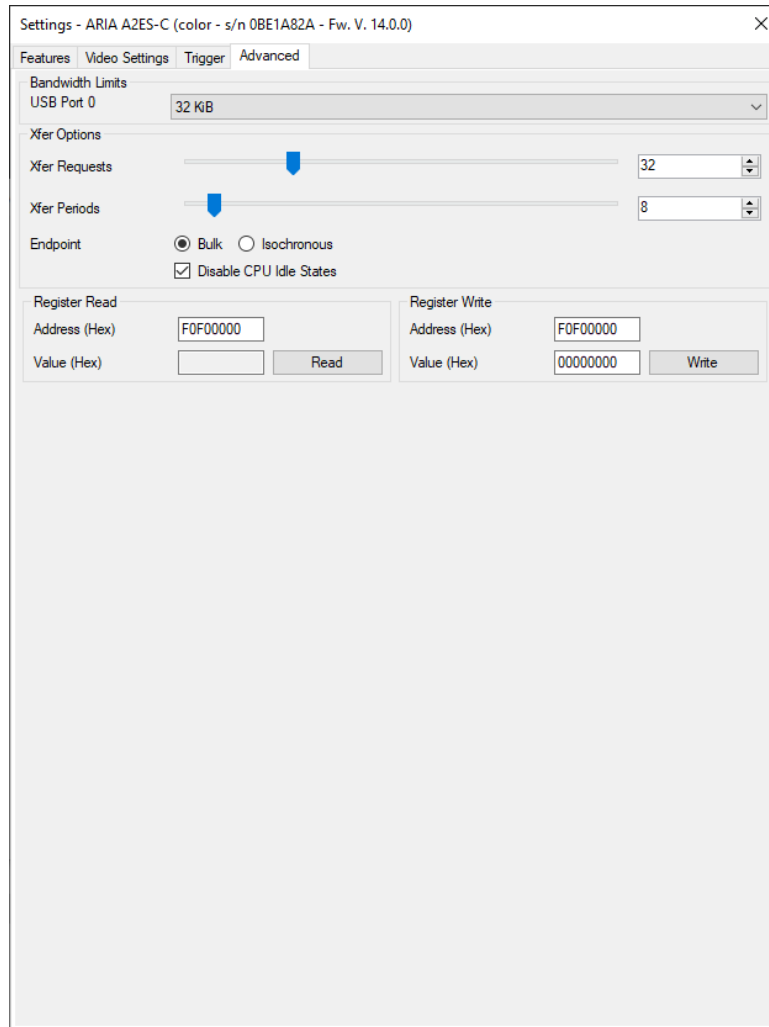 Settings - ARIA A2ES-C (color - s/n 0BE1A82A - Fw. V. 14.0.0)
Features Video Settings Trigger Advanced
Bandwidth Limits
USB Port 0 32 KiB
Xfer Options
Xfer Requests 32
Xfer Periods 8
Endpoint Bulk Isochronous
Disable CPU Idle States
Register Read
Address (Hex) F0F00000
Value (Hex) Read
Register Write
Address (Hex) F0F00000
Value (Hex) 00000000 Write